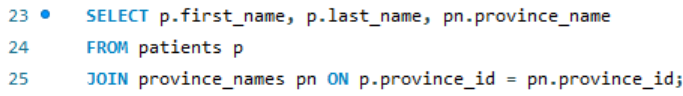 23 SELECT p.first_name, p.last_name, pn.province_name
24 FROM patients p
25 JOIN province_names pn ON p.province_id = pn.province_id;